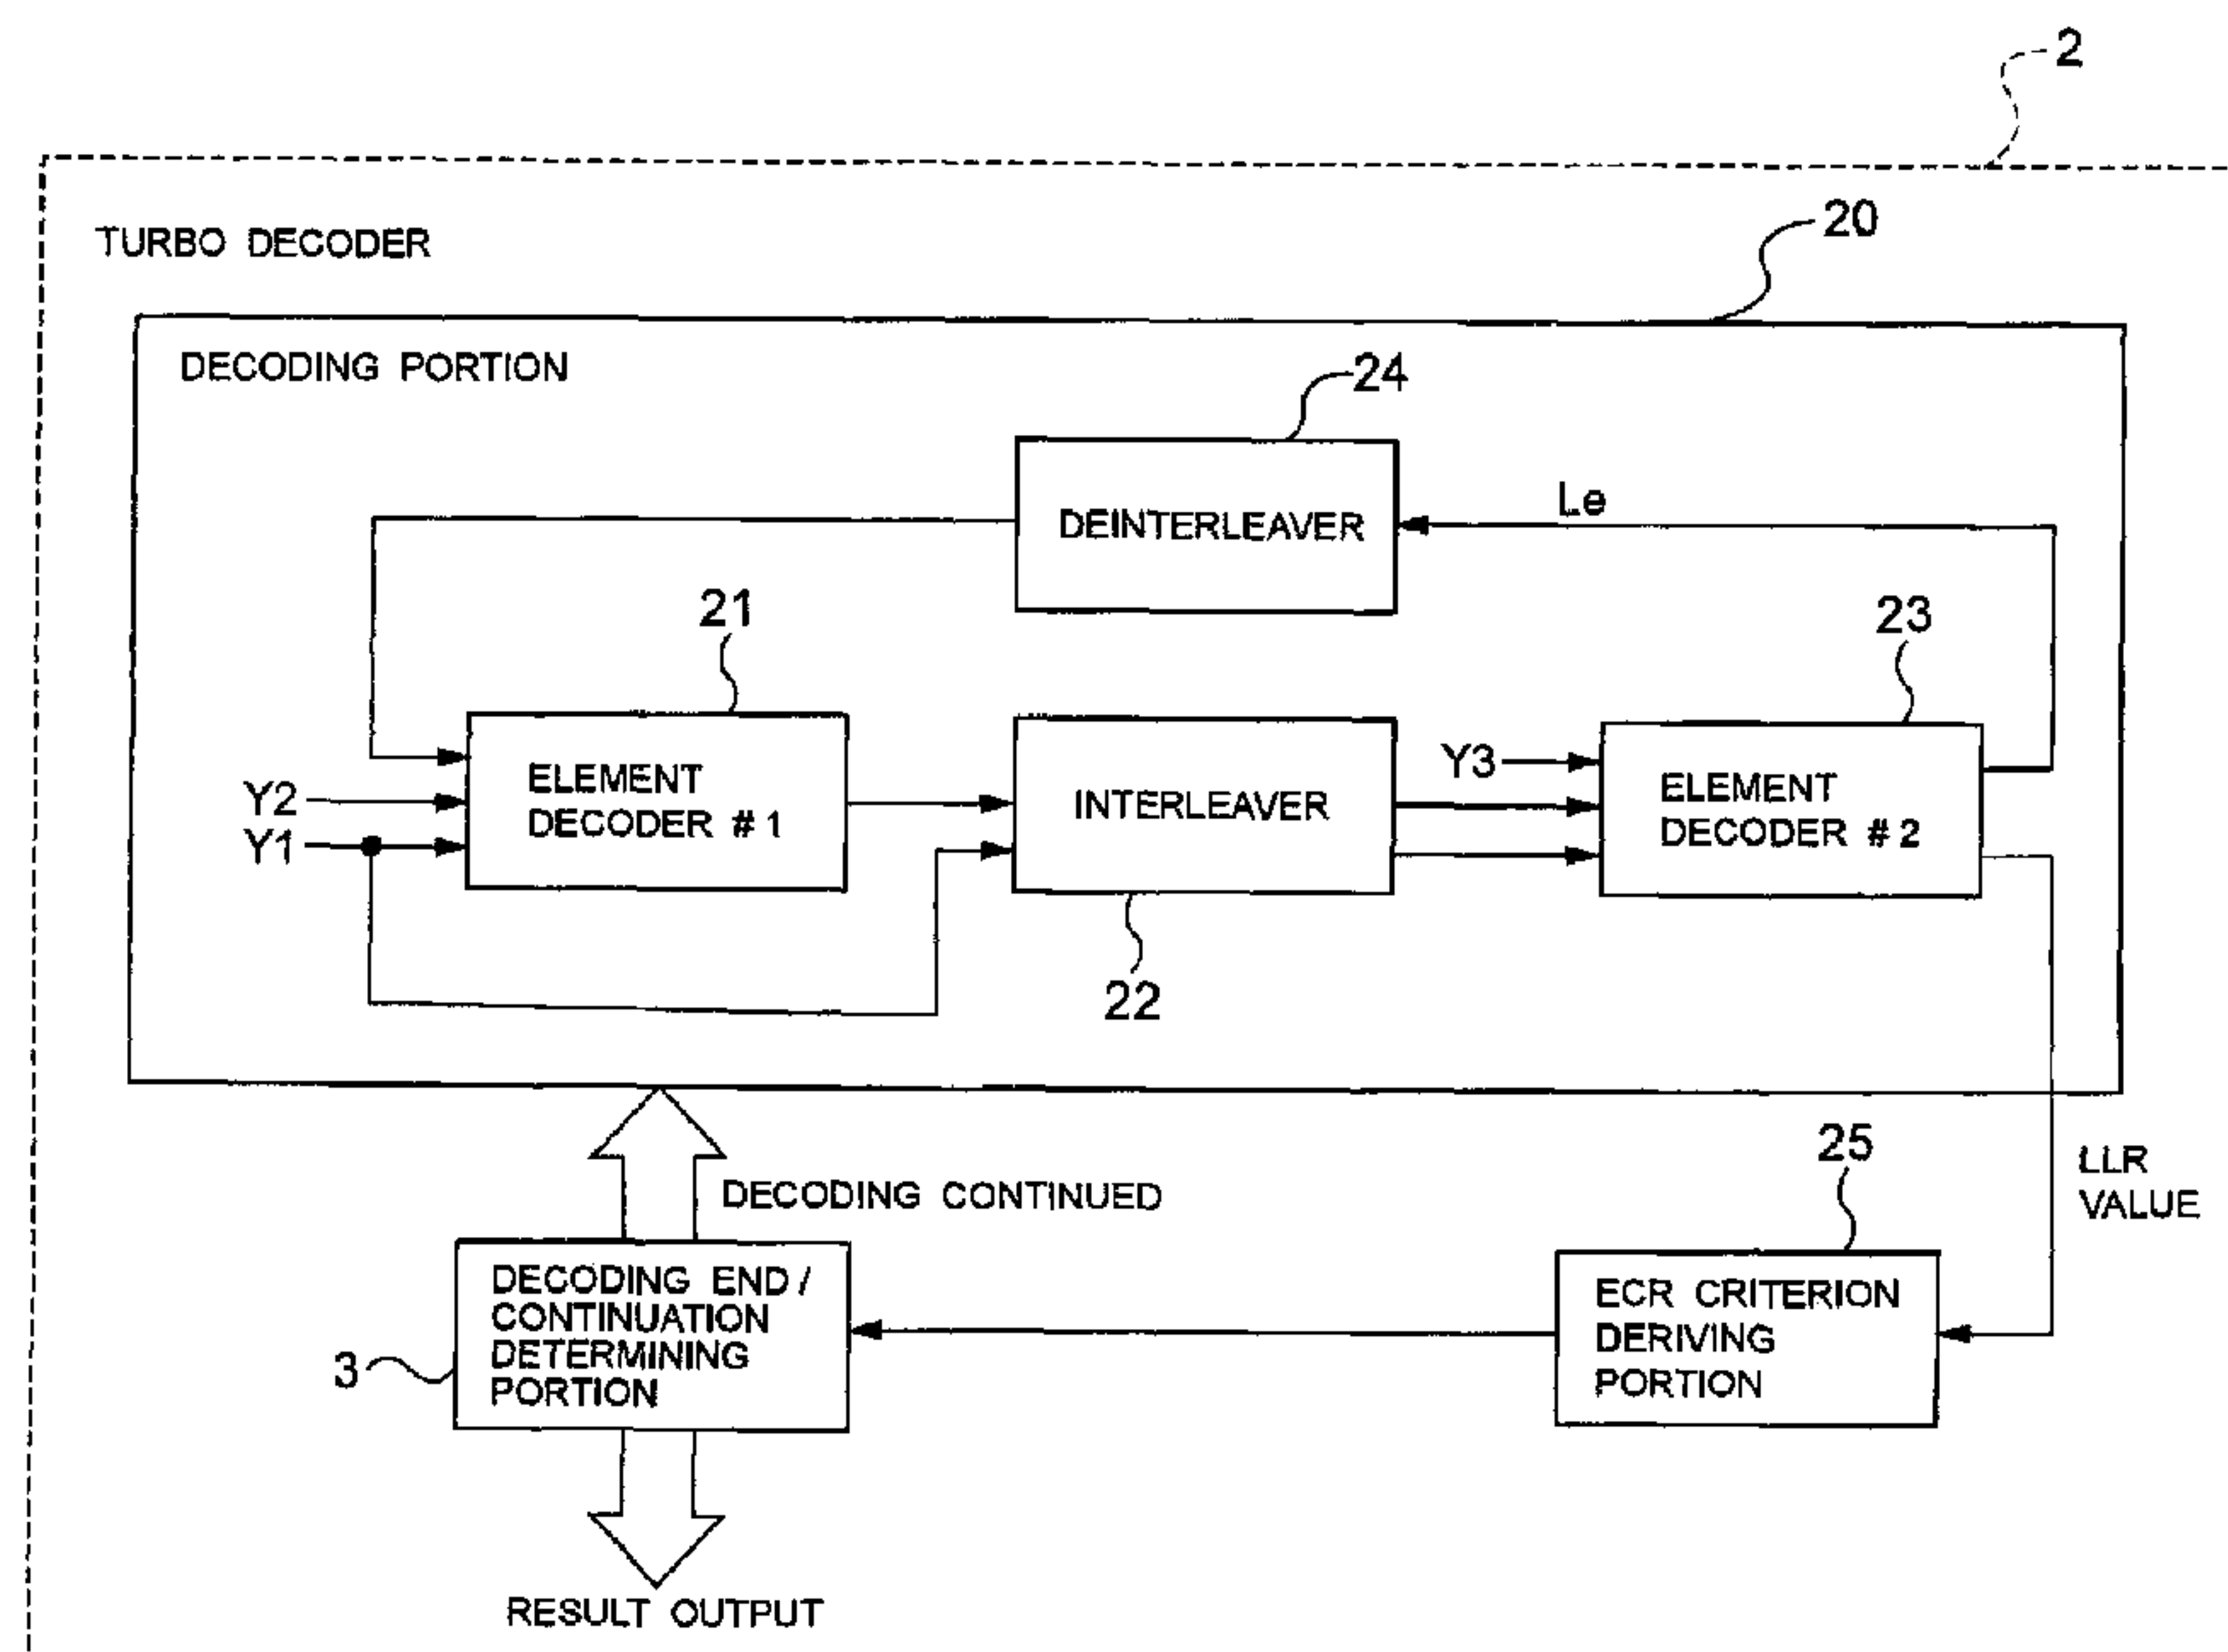 2
TURBO DECODER
20
DECODING PORTION
24
DEINTERLEAVER
Le
21
23
ELEMENT
DECODER #1
Y2
Y1
INTERLEAVER
Y3
ELEMENT
DECODER #2
22
DECODING CONTINUED
25
LLR
VALUE
DECODING END /
CONTINUATION
DETERMINING
PORTION
3
ECR CRITERION
DERIVING
PORTION
RESULT OUTPUT